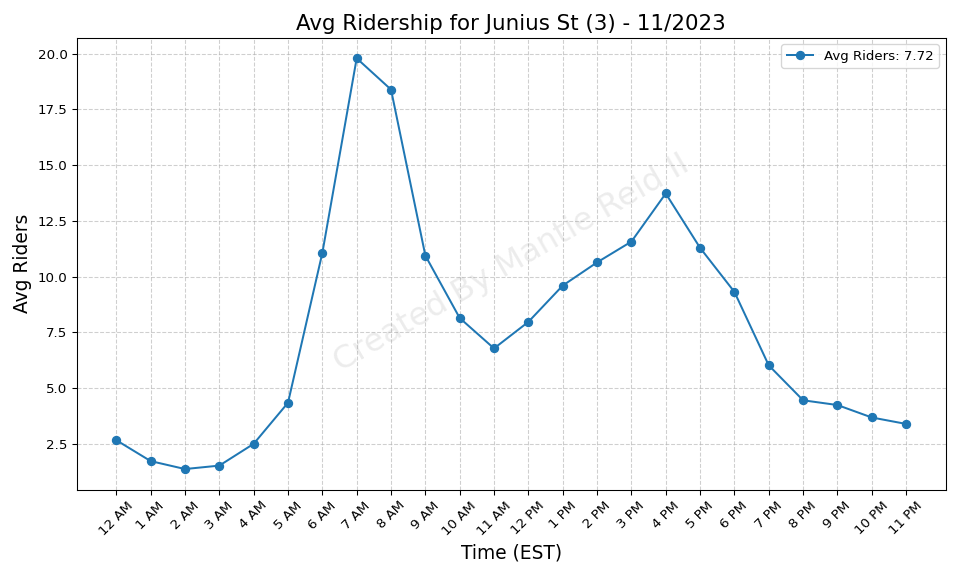 Avg Ridership for Junius St (3) - 11/2023
Avg Riders: 7.72
Avg Riders
20.0
17.5
15.0
12.5
10.0
7.5
5.0
2.5
Created By Mantie Reid II
12 AM
1 AM
2 AM
3 AM
4 AM
5 AM
6 AM
7 AM
8 AM
9 AM
10 AM
11 AM
12 PM
1 PM
2 PM
3 PM
4 PM
5 PM
6 PM
7 PM
8 PM
9 PM
10 PM
11 PM
Time (EST)